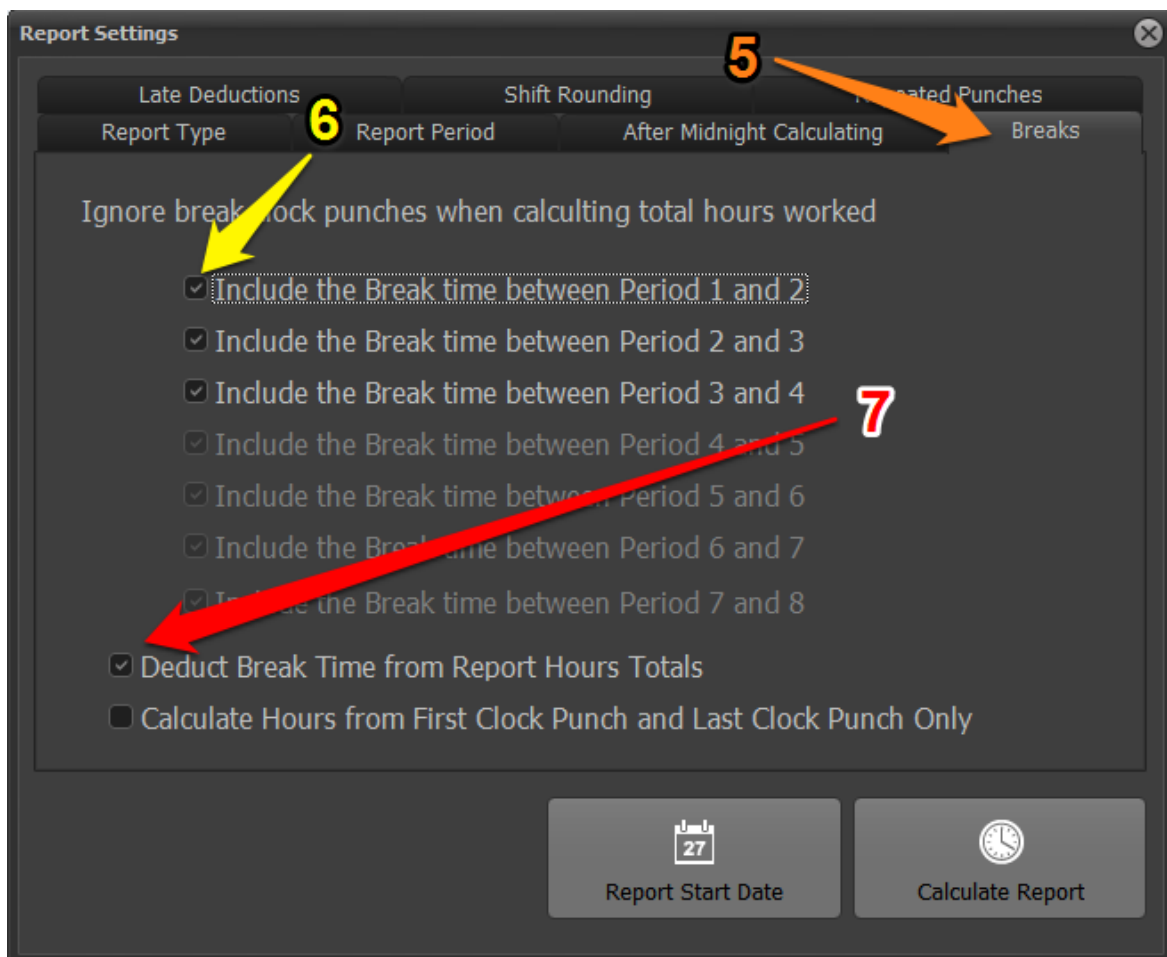 Report Settings
5
Late Deductions Shift Rounding Repeated Punches
6
Report Type Report Period After Midnight Calculating Breaks
Ignore break clock punches when calculting total hours worked
Include the Break time between Period 1 and 2
Include the Break time between Period 2 and 3
Include the Break time between Period 3 and 4
7
Include the Break time between Period 4 and 5
Include the Break time between Period 5 and 6
Include the Break time between Period 6 and 7
Include the Break time between Period 7 and 8
Deduct Break Time from Report Hours Totals
Calculate Hours from First Clock Punch and Last Clock Punch Only
27
Report Start Date Calculate Report